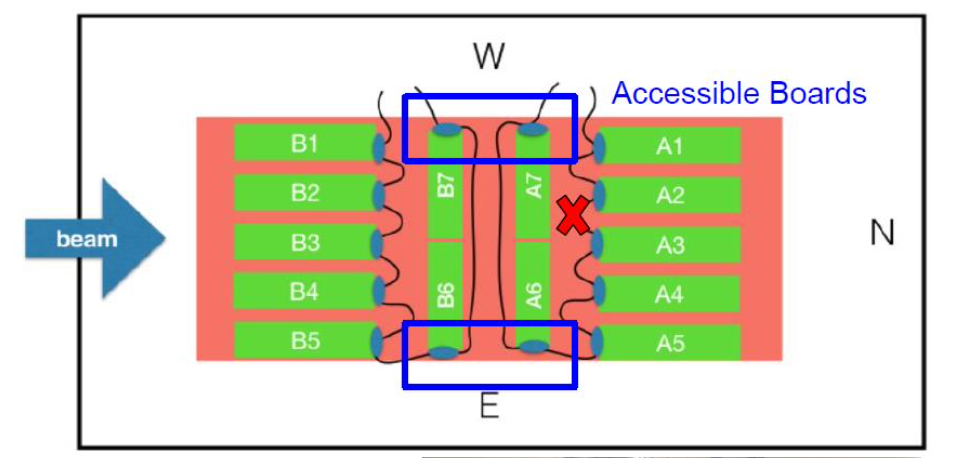 W
Accessible Boards
B1
A1
B2
B7
A7
A2
beam
B3
A3
N
B4
B6
A6
A4
B5
A5
E